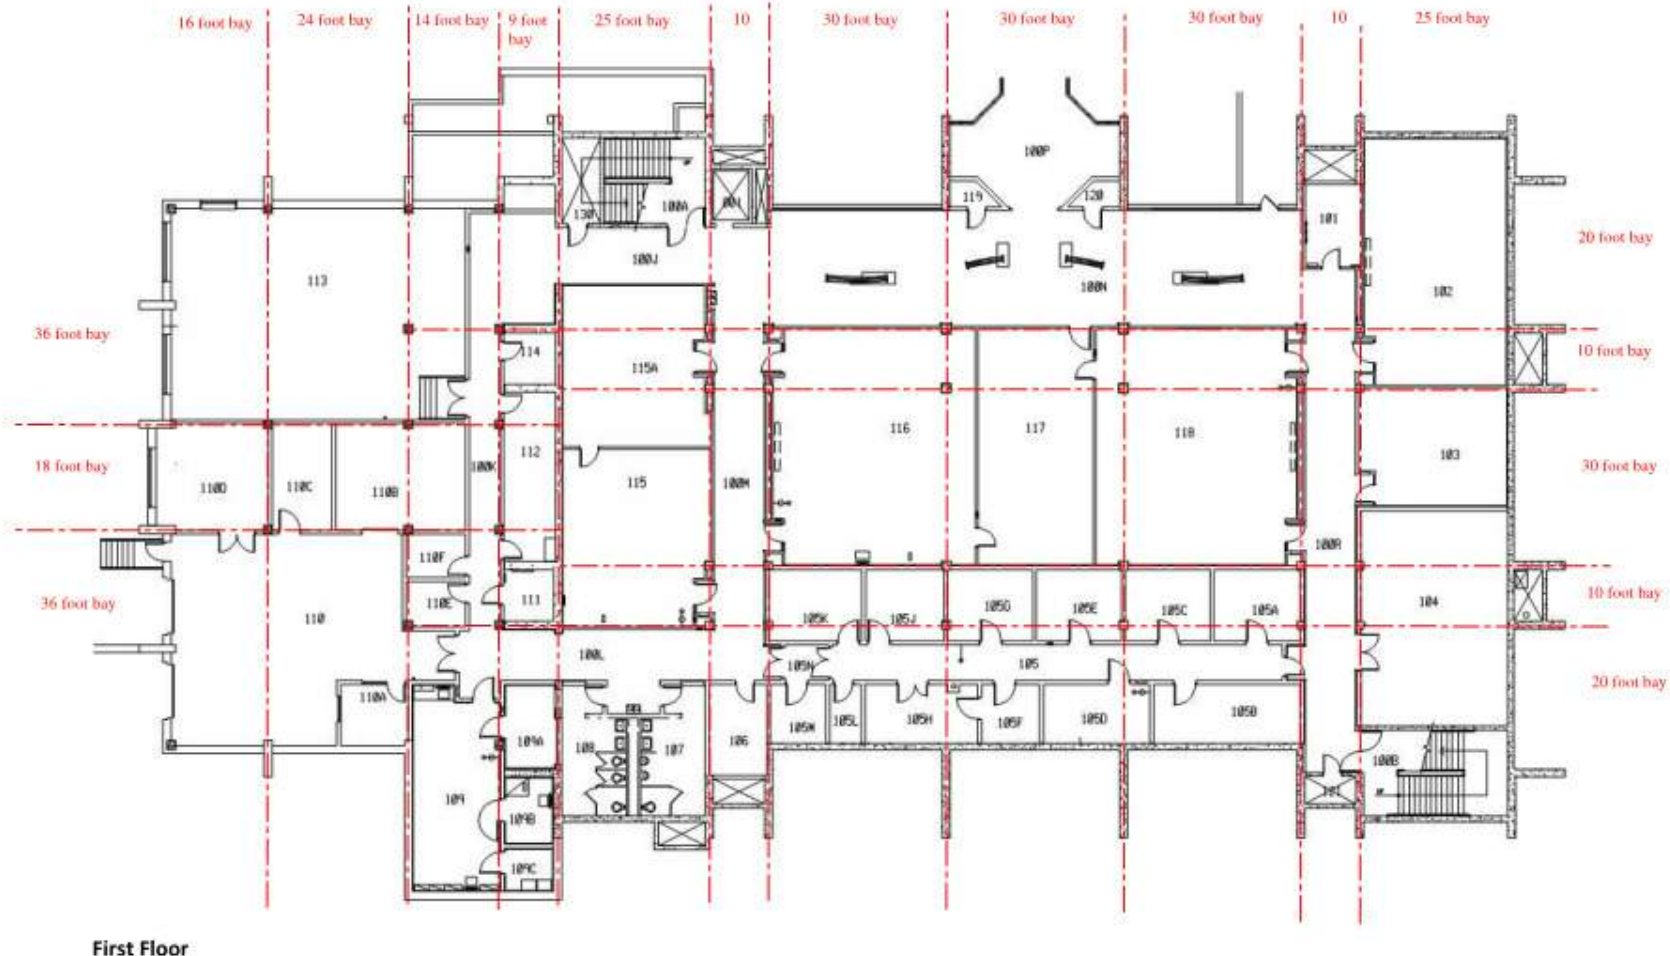 16 foot bay 24 foot bay 14 foot bay 9 foot bay 25 foot bay 10 30 foot bay 30 foot bay 30 foot bay 10 25 foot bay
100P
119 120
130 100A 001 101
20 foot bay
100J
113 100N 102
36 foot bay
114 10 foot bay
115A
116 117 118
112 103
18 foot bay 100K 115 100M 30 foot bay
110D 110C 110B
100R
110F
36 foot bay 110E 111 105G 105E 105C 105A 104 10 foot bay
110 105K 105J
100L 105N 105
20 foot bay
110A
105M 105L 105H 105F 105D 105B
109A 108 107 106
100B
109
109B
109C
First Floor